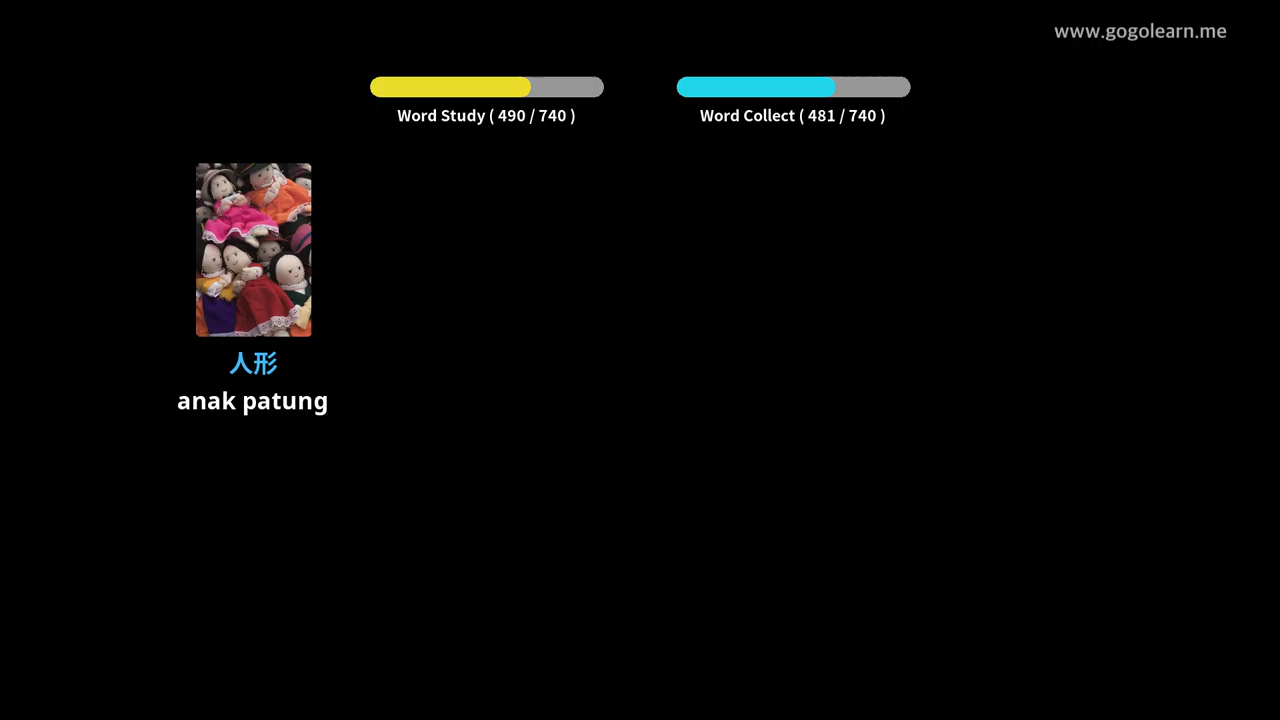 www.gogolearn.me
Word Study ( 490 / 740 )
Word Collect ( 481 / 740 )
人形
anak patung